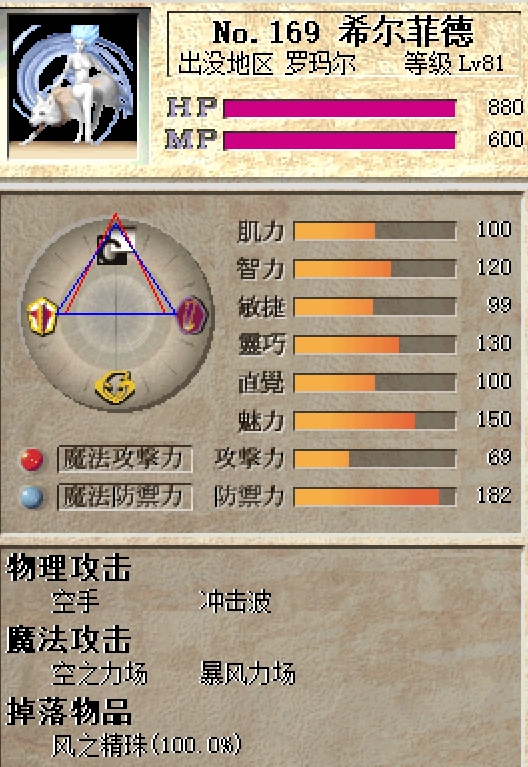 No.169 希尔菲德
出没地区 罗玛尔 等级 Lv81
HP 880
MP 600
肌力 100
智力 120
敏捷 99
靈巧 130
直覺 100
魅力 150
魔法攻擊力 攻擊力 69
魔法防禦力 防禦力 182
物理攻击
空手 冲击波
魔法攻击
空之力场 暴风力场
掉落物品
风之精珠(100.0%)